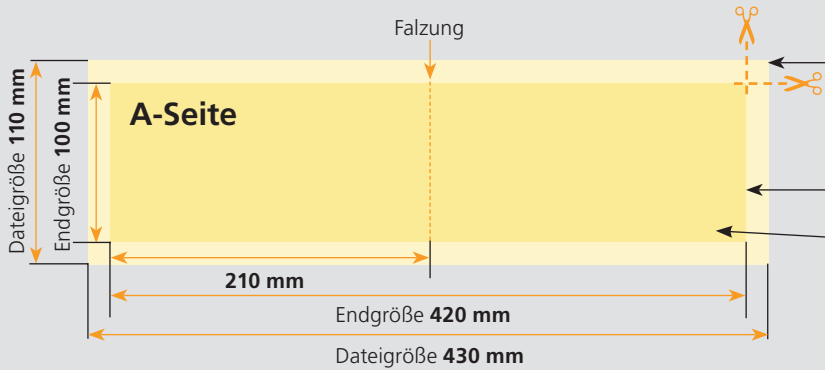 Falzung
A-Seite
Dateigröße 110 mm
Endgröße 100 mm
210 mm
Endgröße 420 mm
Dateigröße 430 mm